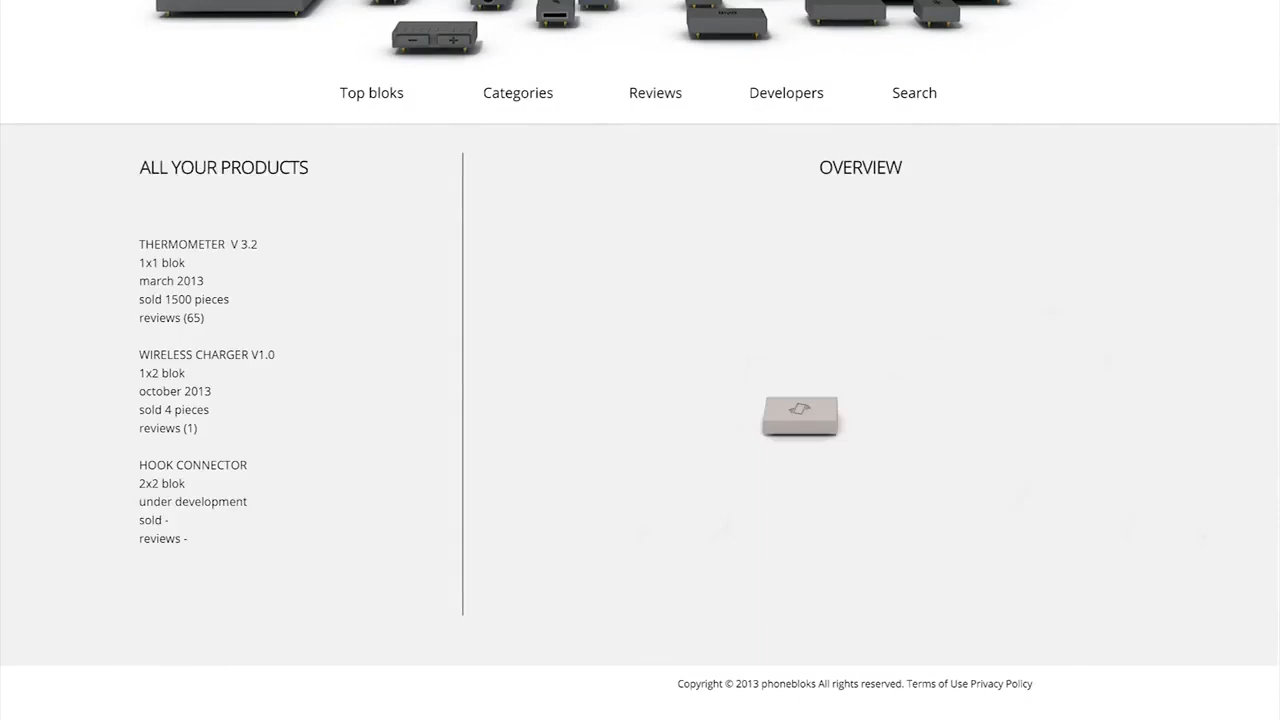 Top bloks
Categories
Reviews
Developers
Search
ALL YOUR PRODUCTS
THERMOMETER V 3.2
1x1 blok
march 2013
sold 1500 pieces
reviews (65)
WIRELESS CHARGER V1.0
1x2 blok
october 2013
sold 4 pieces
reviews (1)
HOOK CONNECTOR
2x2 blok
under development
sold -
reviews -
OVERVIEW
Copyright © 2013 phonebloks All rights reserved. Terms of Use Privacy Policy